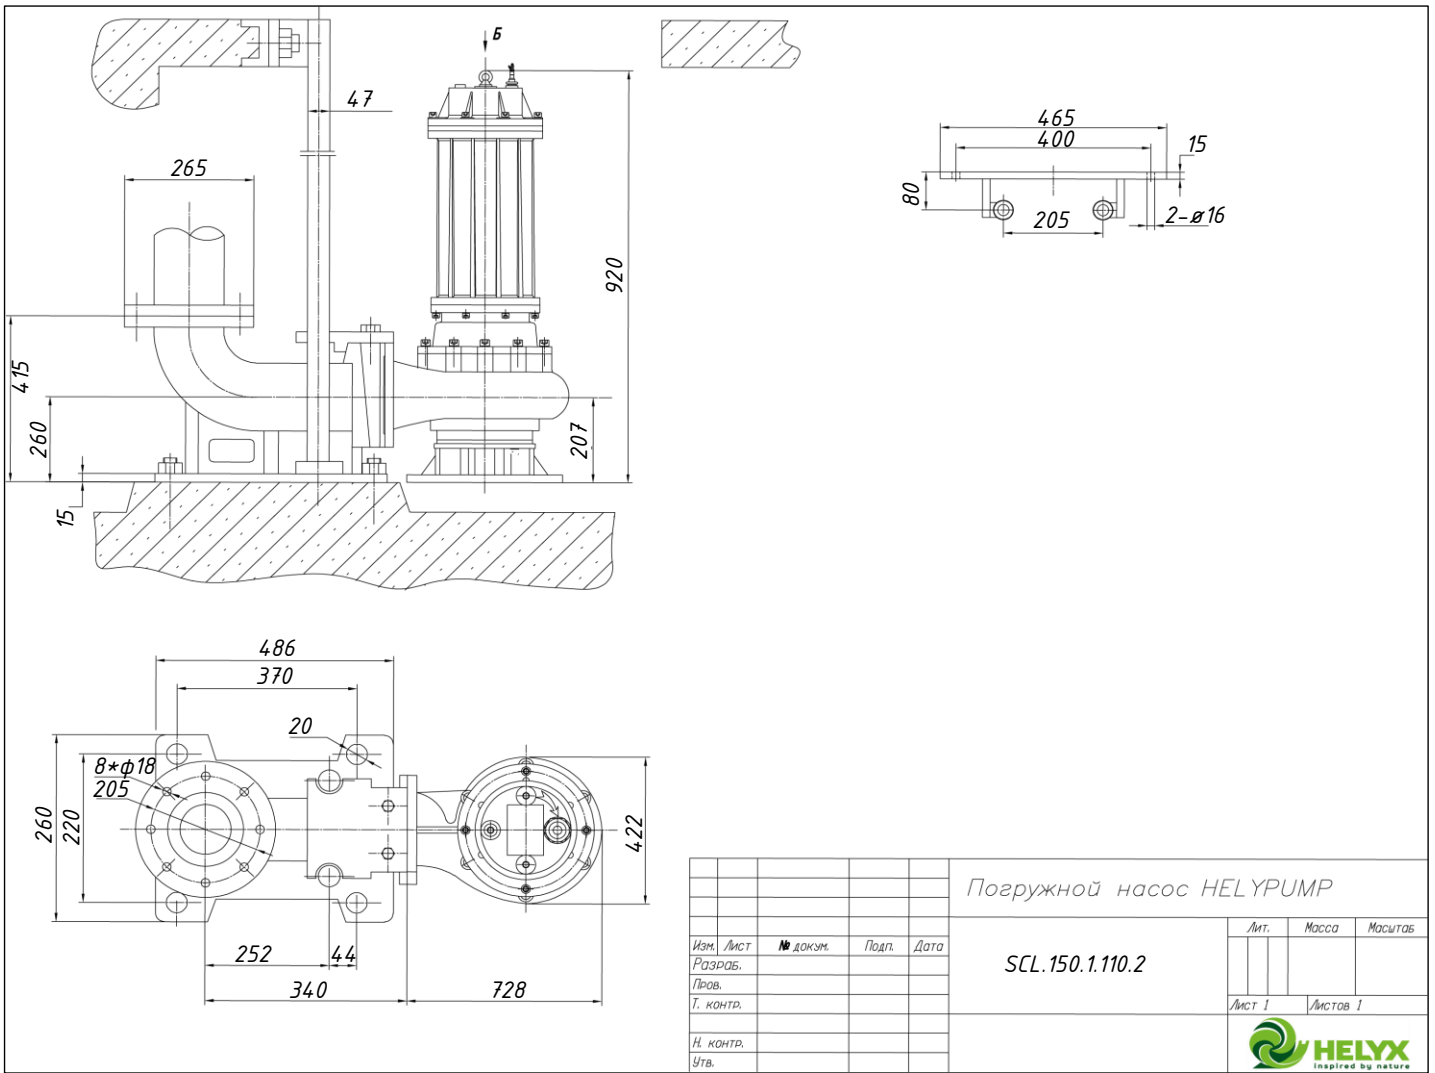 Б
47
465
400
15
80
205
2-ø16
265
920
415
260
207
15
486
370
20
8*ф18
205
260
220
422
252
44
340
728
Погружной насос HELYPUMP
Лит.
Масса
Масштаб
Изм.
Лист
№ докум.
Подп.
Дата
SCL.150.1.110.2
Разраб.
Пров.
Т. контр.
Лист 1
Листов 1
Н. контр.
Утв.
HELYX
Inspired by nature